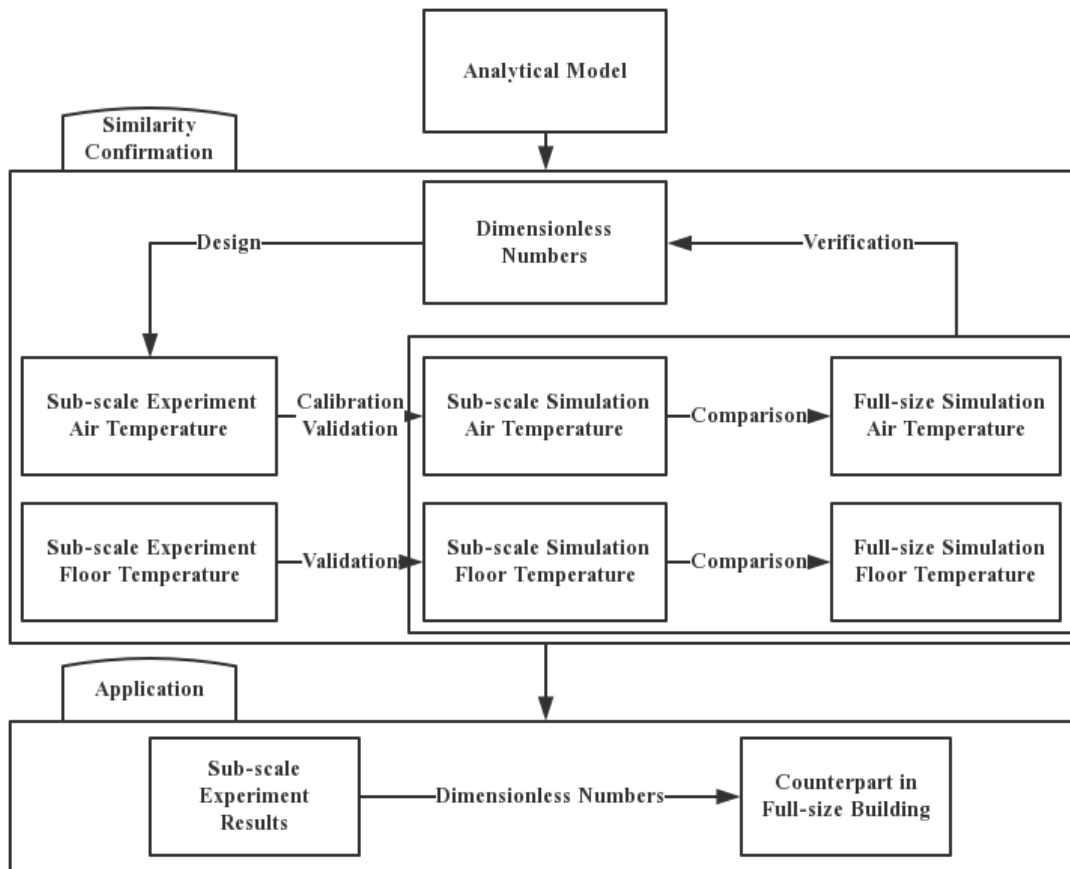 Analytical Model
Similarity
Confirmation
Dimensionless
Numbers
Design
Verification
Sub-scale Experiment
Air Temperature
Calibration
Validation
Sub-scale Simulation
Air Temperature
Comparison
Full-size Simulation
Air Temperature
Sub-scale Experiment
Floor Temperature
Validation
Sub-scale Simulation
Floor Temperature
Comparison
Full-size Simulation
Floor Temperature
Application
Sub-scale
Experiment
Results
Dimensionless Numbers
Counterpart in
Full-size Building